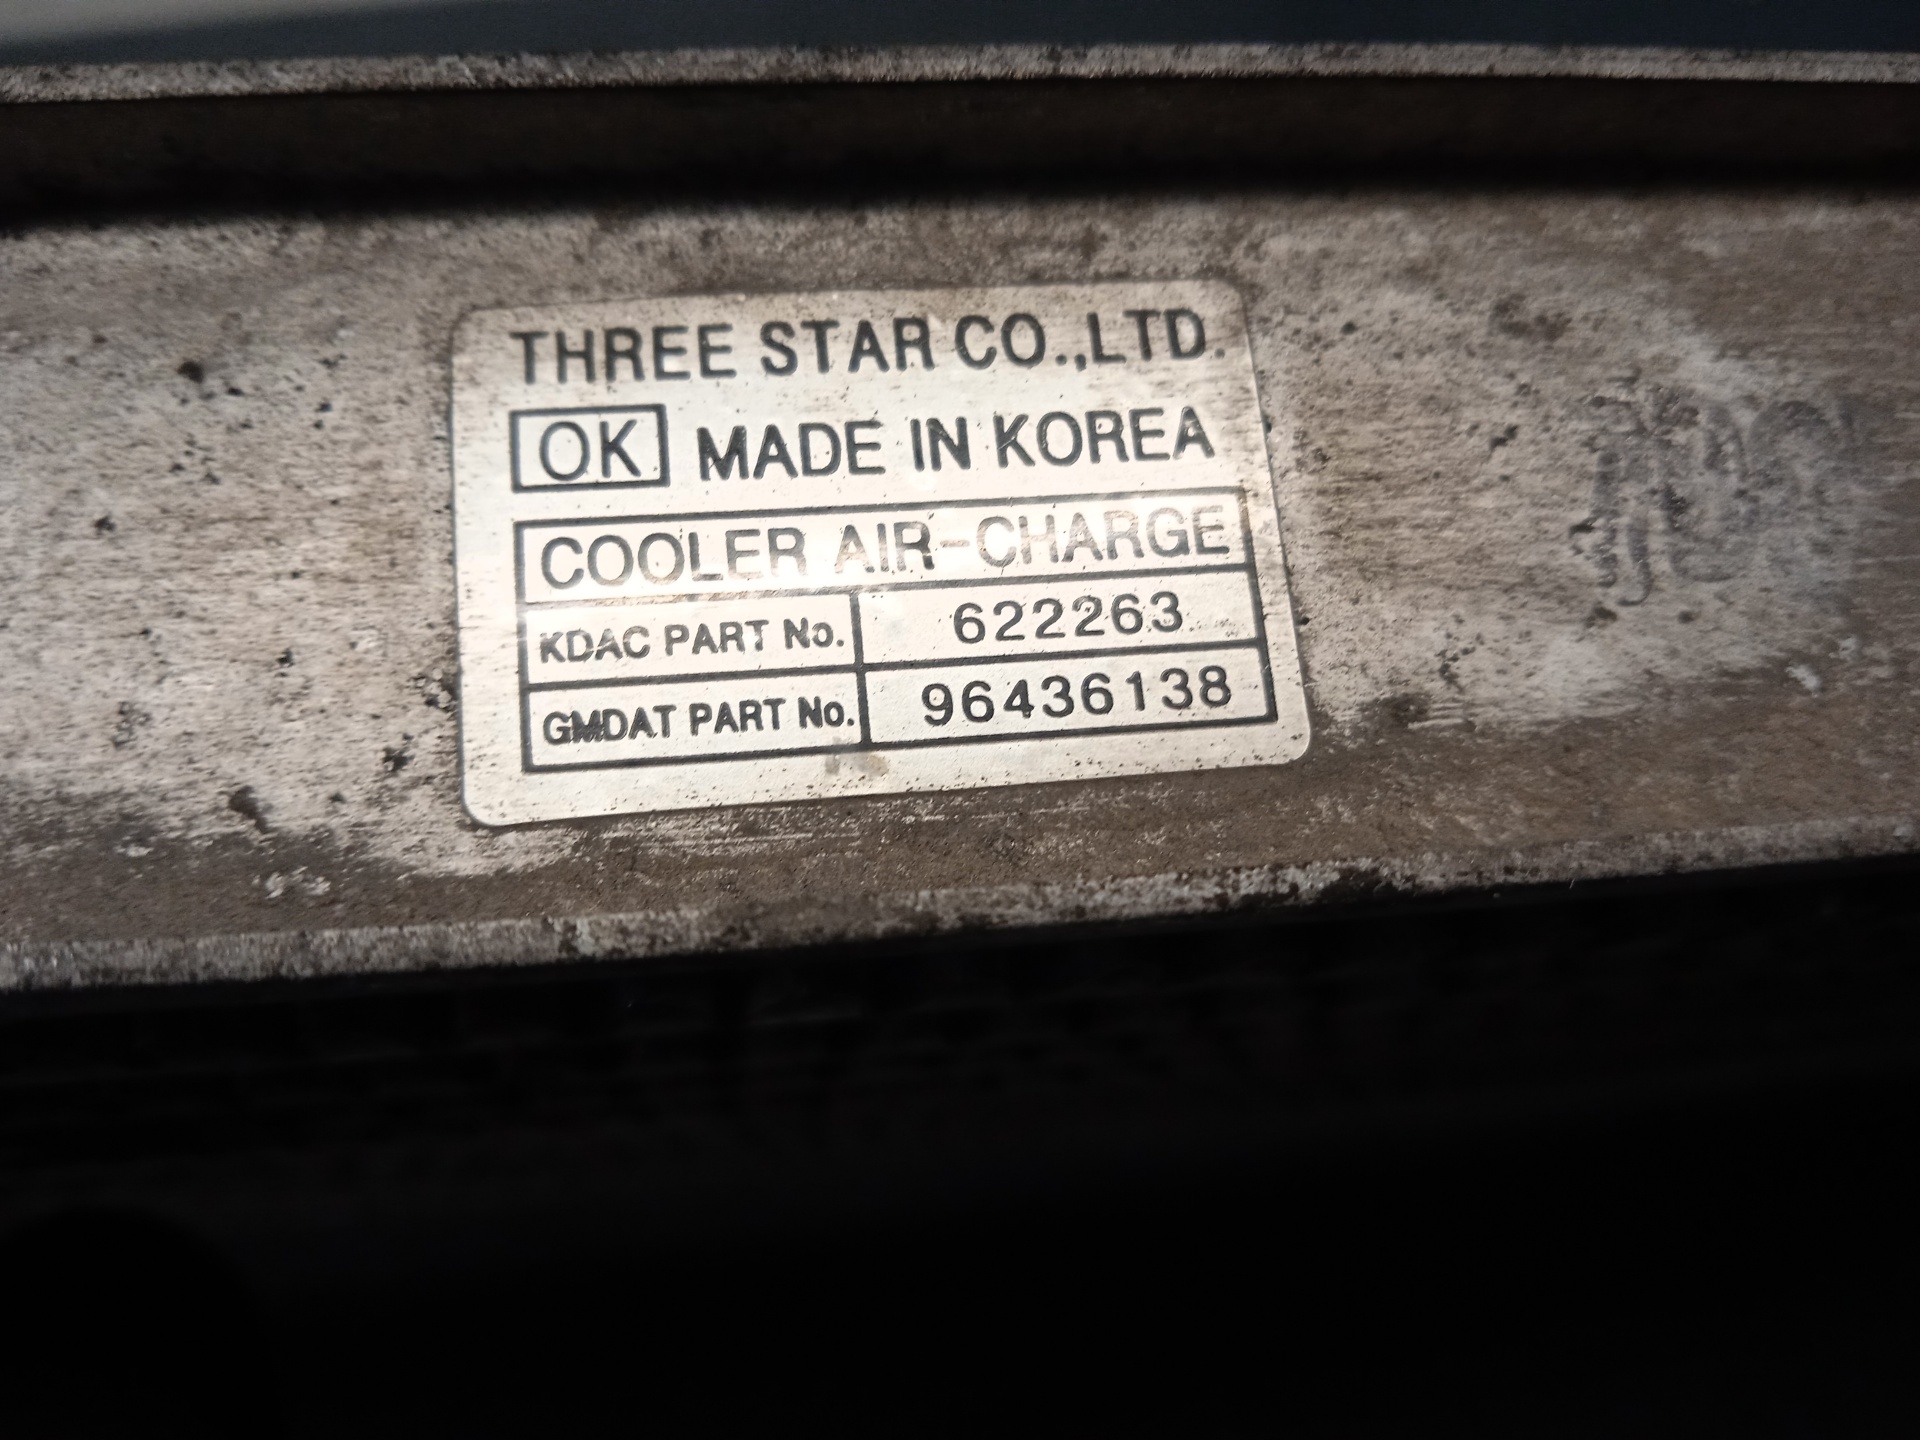 THREE STAR CO.,LTD.
OK MADE IN KOREA
COOLER AIR-CHARGE
KDAC PART No. 622263
GMDAT PART No. 96436138